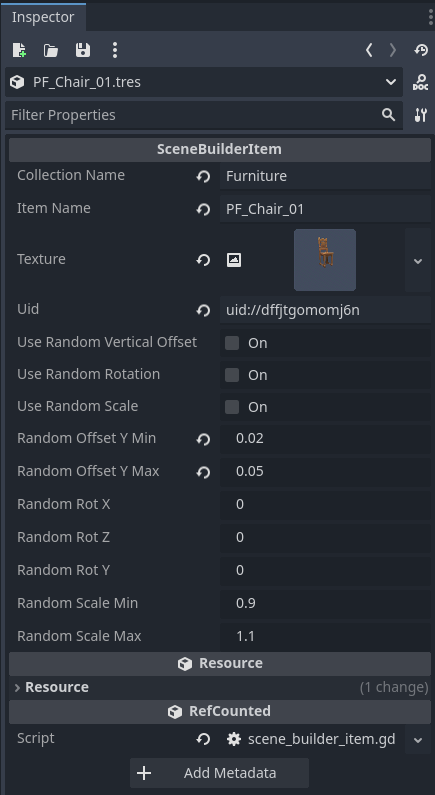 Inspector
PF_Chair_01.tres
DOC
Filter Properties
SceneBuilderItem
Collection Name Furniture
Item Name PF_Chair_01
Texture
Uid uid://dffjtgomomj6n
Use Random Vertical Offset On
Use Random Rotation On
Use Random Scale On
Random Offset Y Min 0.02
Random Offset Y Max 0.05
Random Rot X 0
Random Rot Z 0
Random Rot Y 0
Random Scale Min 0.9
Random Scale Max 1.1
Resource
Resource (1 change)
RefCounted
Script scene_builder_item.gd
Add Metadata